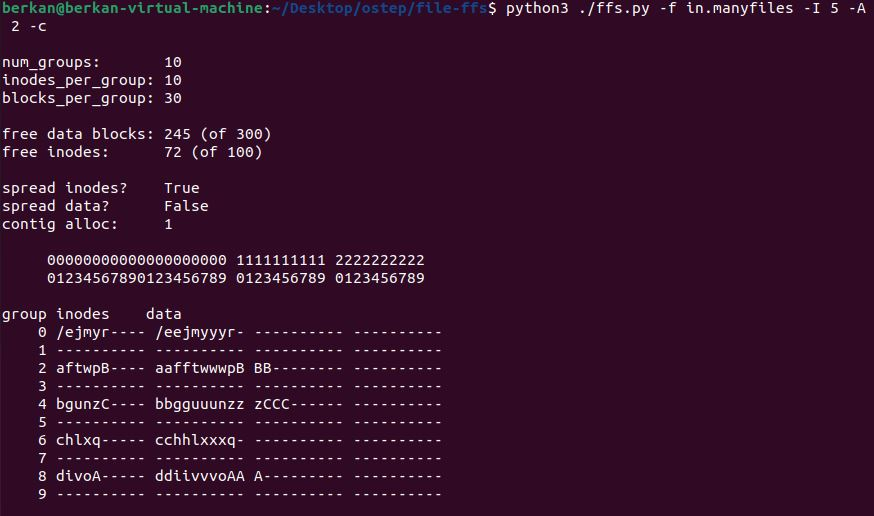 berkan@berkan-virtual-machine:~/Desktop/ostep/file-ffs$ python3 ./ffs.py -f in.manyfiles -I 5 -A
 2 -c
num_groups:       10
inodes_per_group: 10
blocks_per_group: 30
free data blocks: 245 (of 300)
free inodes:      72 (of 100)
spread inodes?    True
spread data?      False
contig alloc:     1
     00000000000000000000 1111111111 2222222222
     01234567890123456789 0123456789 0123456789
group inodes    data
    0 /ejmyr---- /eejmyyyr- ---------- ----------
    1 ---------- ---------- ---------- ----------
    2 aftwpB---- aafftwwwpB BB-------- ----------
    3 ---------- ---------- ---------- ----------
    4 bgunzC---- bbgguuunzz zCCC------ ----------
    5 ---------- ---------- ---------- ----------
    6 chlxq----- cchhlxxxq- ---------- ----------
    7 ---------- ---------- ---------- ----------
    8 divoA----- ddiivvvoAA A--------- ----------
    9 ---------- ---------- ---------- ----------